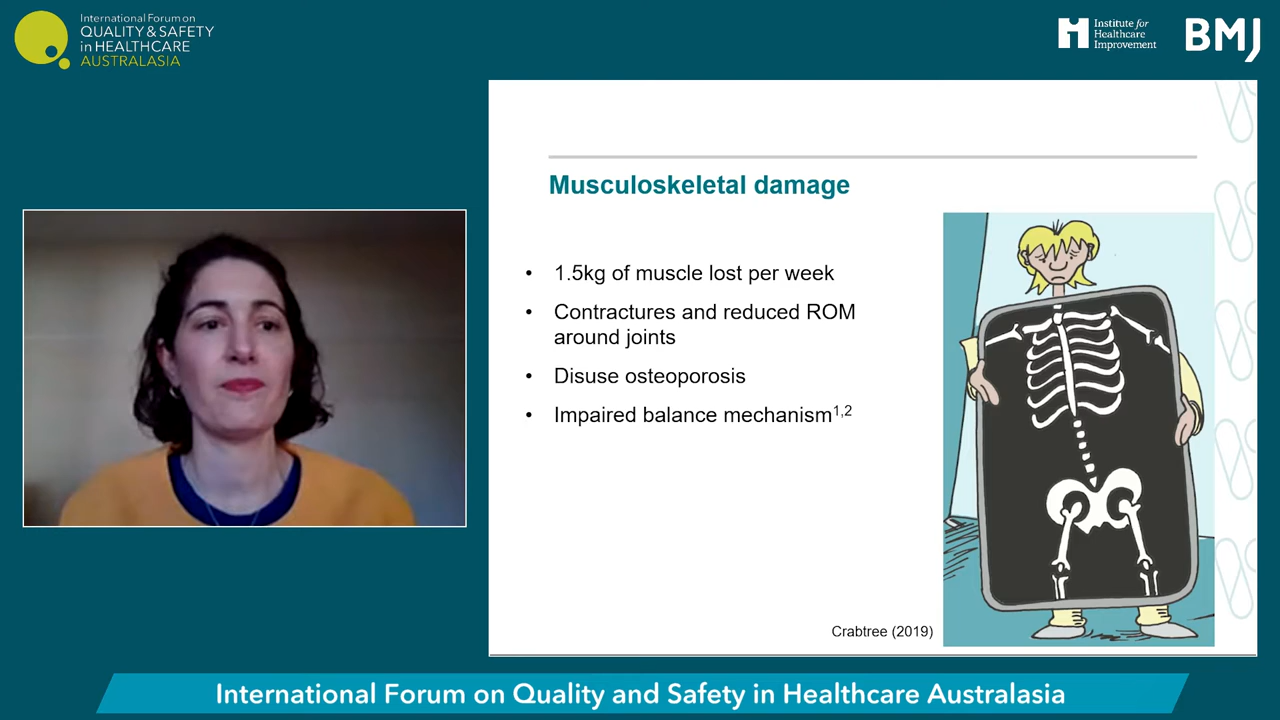 International Forum on
QUALITY & SAFETY
in HEALTHCARE
AUSTRALASIA
Institute for
Healthcare
Improvement
BMJ
Musculoskeletal damage
• 1.5kg of muscle lost per week
• Contractures and reduced ROM
around joints
• Disuse osteoporosis
• Impaired balance mechanism1,2
Crabtree (2019)
International Forum on Quality and Safety in Healthcare Australasia